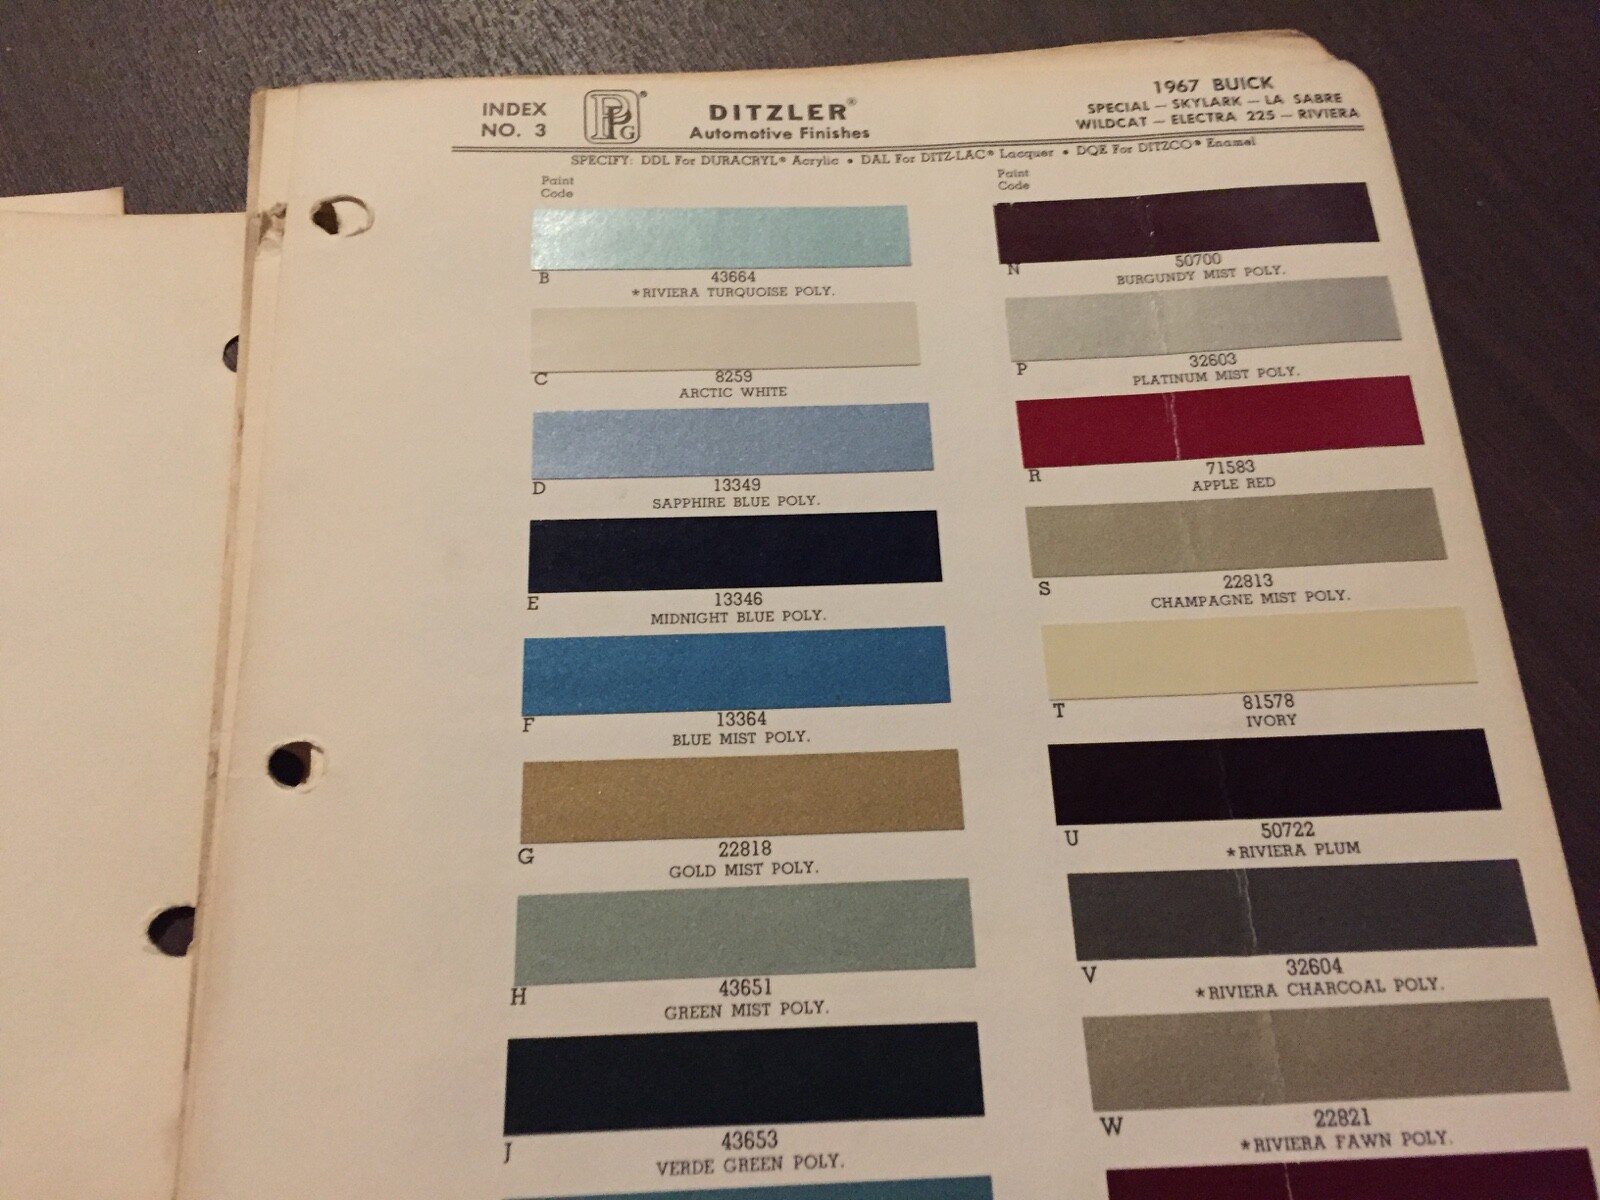 INDEX
NO. 3
PPG®
DITZLER®
Automotive Finishes
1967 BUICK
SPECIAL — SKYLARK — LA SABRE
WILDCAT — ELECTRA 225 — RIVIERA
SPECIFY: DDL For DURACRYL® Acrylic • DAL For DITZ-LAC® Lacquer • DQE For DITZCO® Enamel
Paint
Code
B 43664
*RIVIERA TURQUOISE POLY.
C 8259
ARCTIC WHITE
D 13349
SAPPHIRE BLUE POLY.
E 13346
MIDNIGHT BLUE POLY.
F 13364
BLUE MIST POLY.
G 22818
GOLD MIST POLY.
H 43651
GREEN MIST POLY.
J 43653
VERDE GREEN POLY.
Paint
Code
N 50700
BURGUNDY MIST POLY.
P 32603
PLATINUM MIST POLY.
R 71583
APPLE RED
S 22813
CHAMPAGNE MIST POLY.
T 81578
IVORY
U 50722
*RIVIERA PLUM
V 32604
*RIVIERA CHARCOAL POLY.
W 22821
*RIVIERA FAWN POLY.